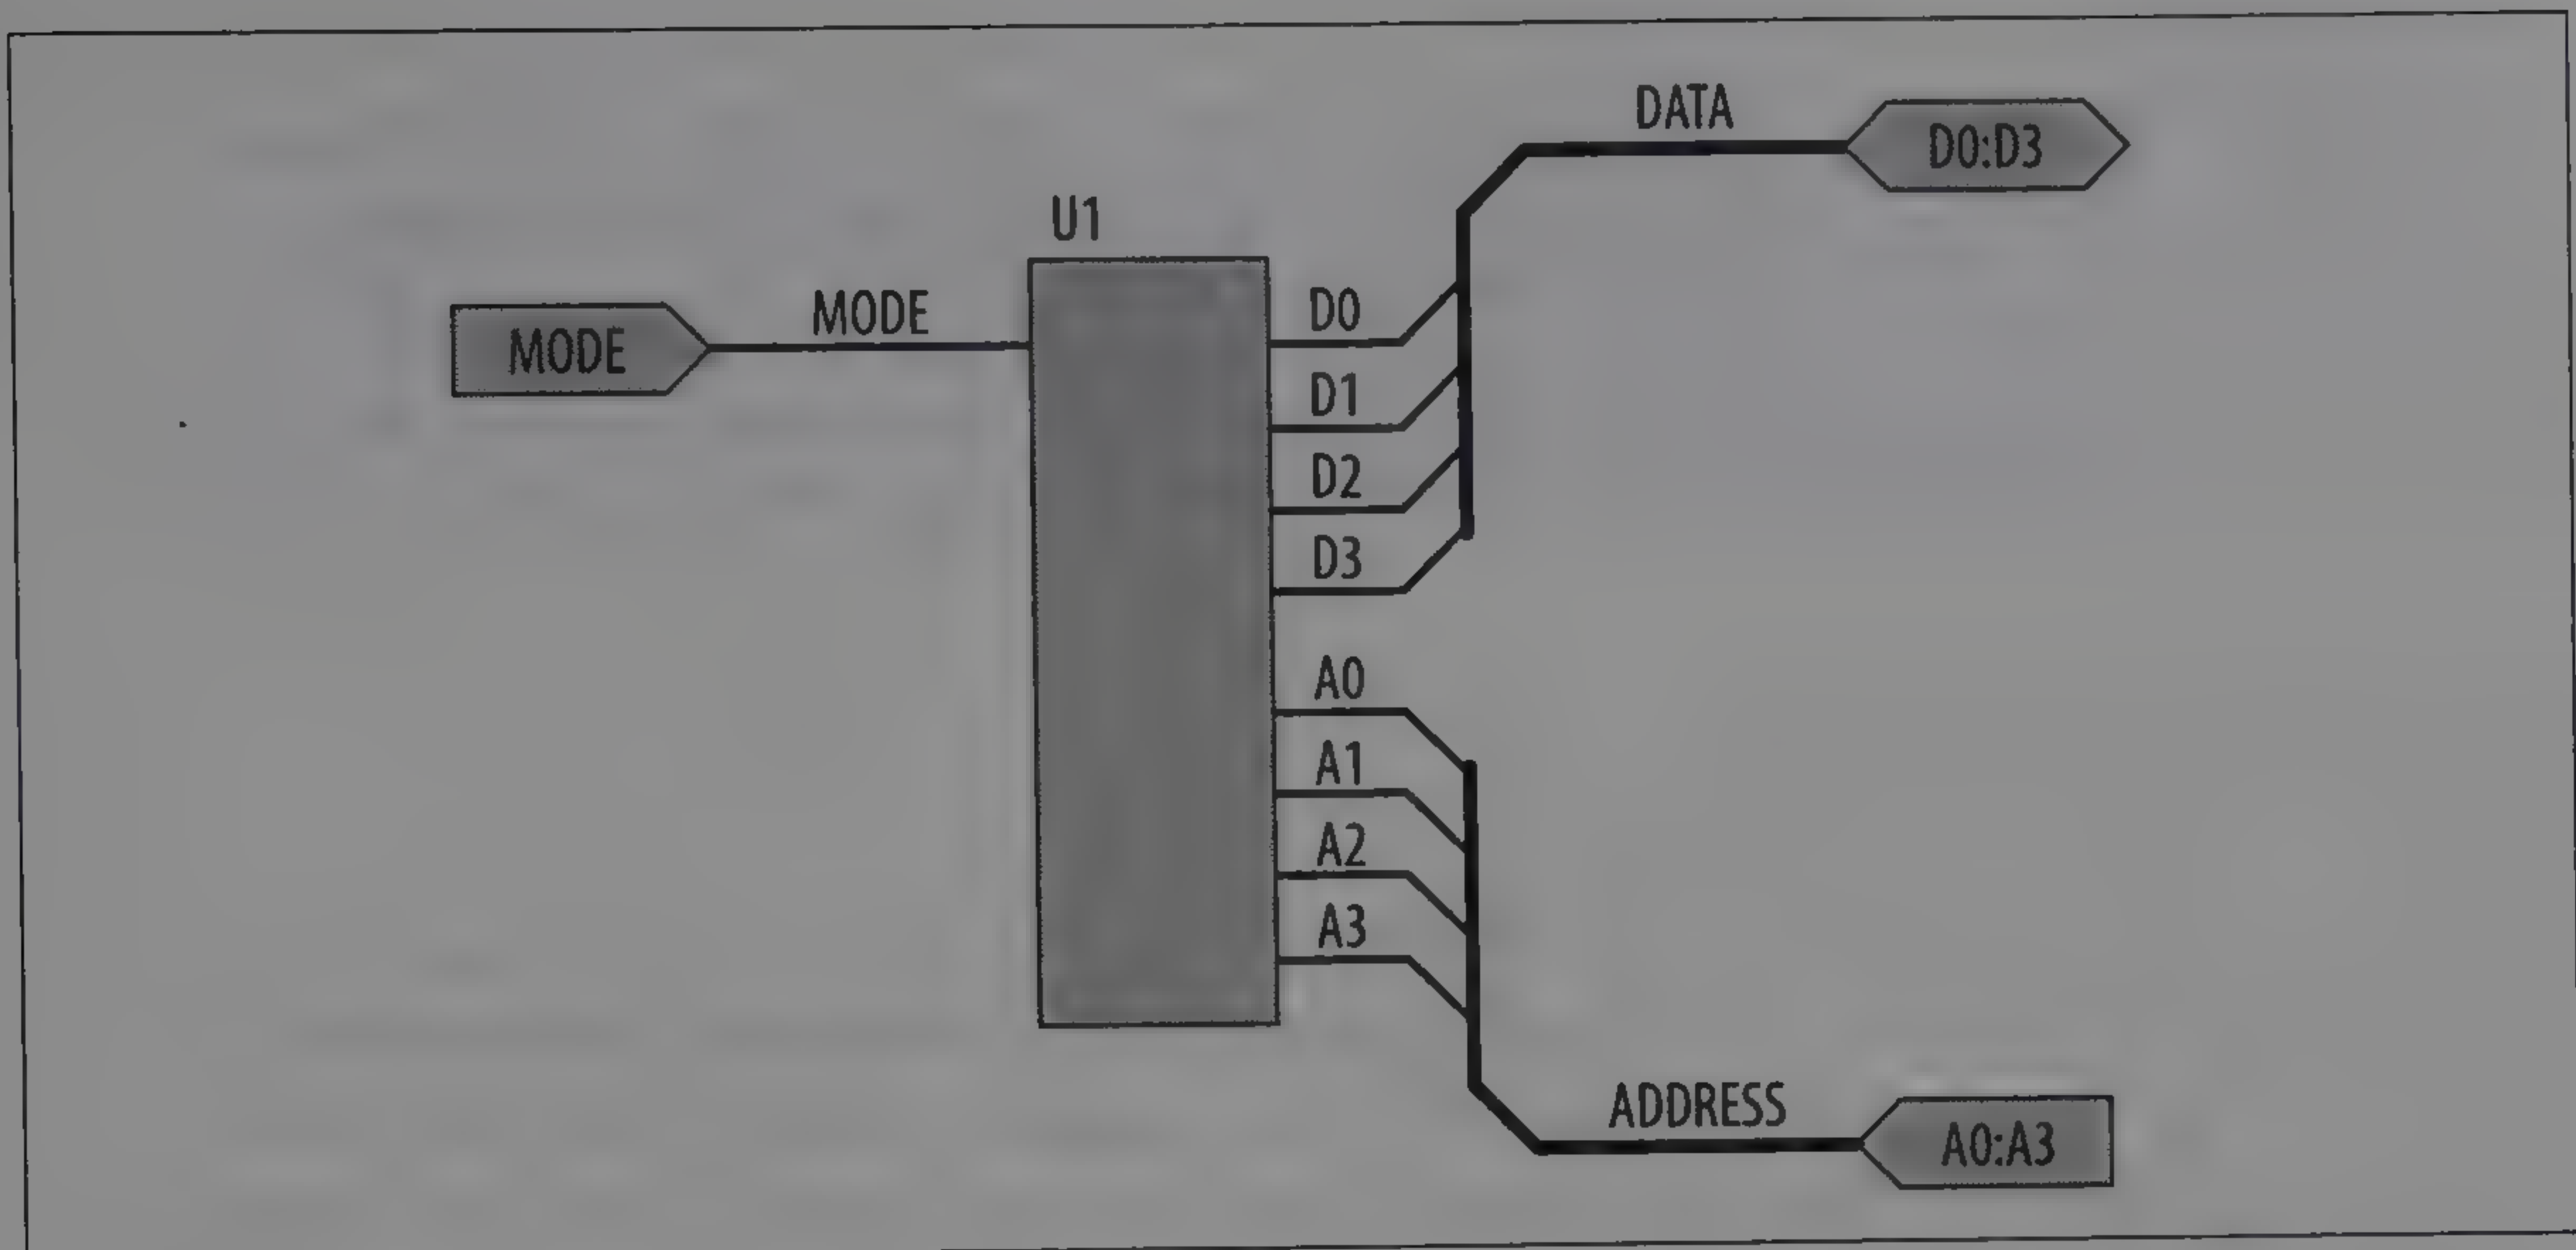 DATA
D0:D3
U1
MODE
MODE
D0
D1
D2
D3
A0
A1
A2
A3
ADDRESS
A0:A3